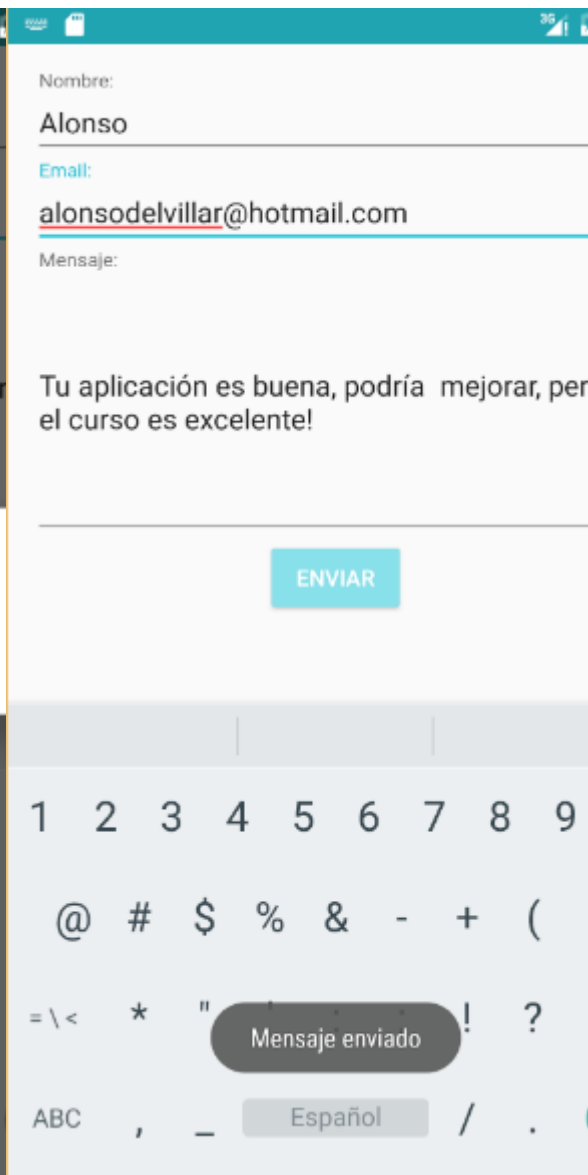 3G
Nombre:
Alonso
Email:
alonsodelvillar@hotmail.com
Mensaje:
Tu aplicación es buena, podría  mejorar, per
el curso es excelente!
ENVIAR
1 2 3 4 5 6 7 8 9
@ # $ % & - + (
= \ < * " ' : ; ! ?
Mensaje enviado
ABC , _ Español / .